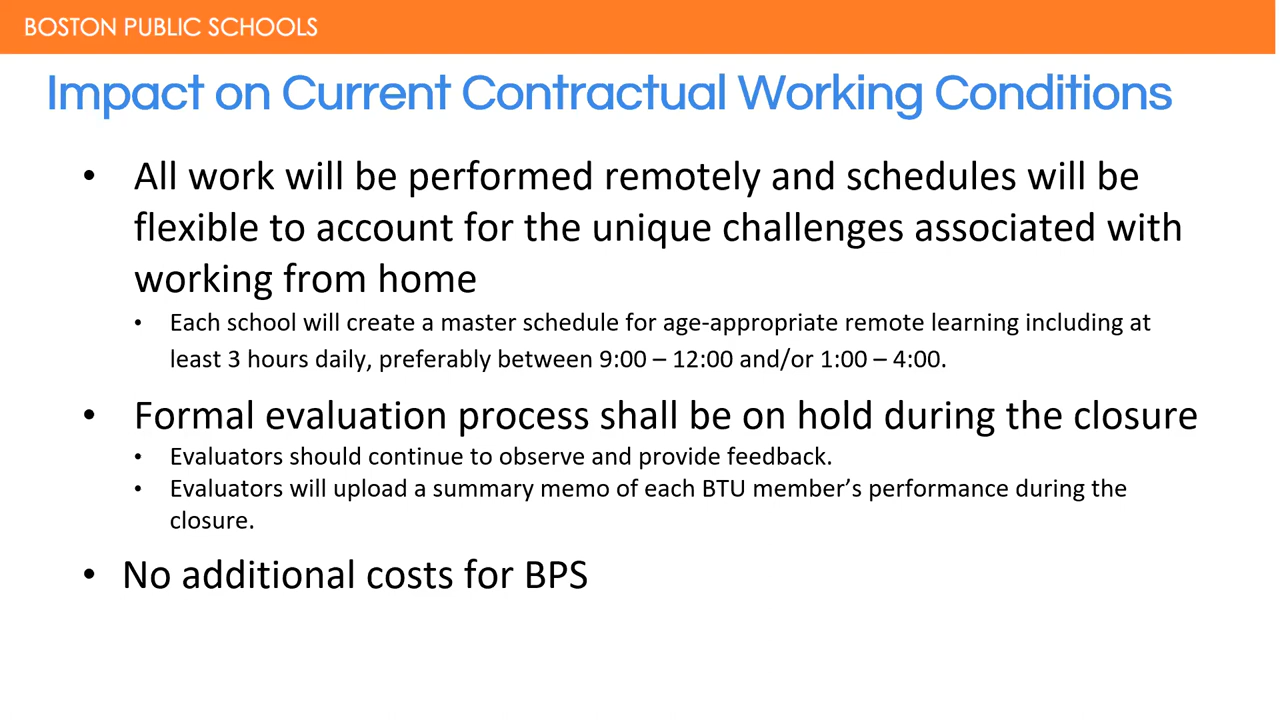 BOSTON PUBLIC SCHOOLS
Impact on Current Contractual Working Conditions
• All work will be performed remotely and schedules will be
flexible to account for the unique challenges associated with
working from home
• Each school will create a master schedule for age-appropriate remote learning including at
least 3 hours daily, preferably between 9:00 – 12:00 and/or 1:00 – 4:00.
• Formal evaluation process shall be on hold during the closure
• Evaluators should continue to observe and provide feedback.
• Evaluators will upload a summary memo of each BTU member’s performance during the
closure.
• No additional costs for BPS